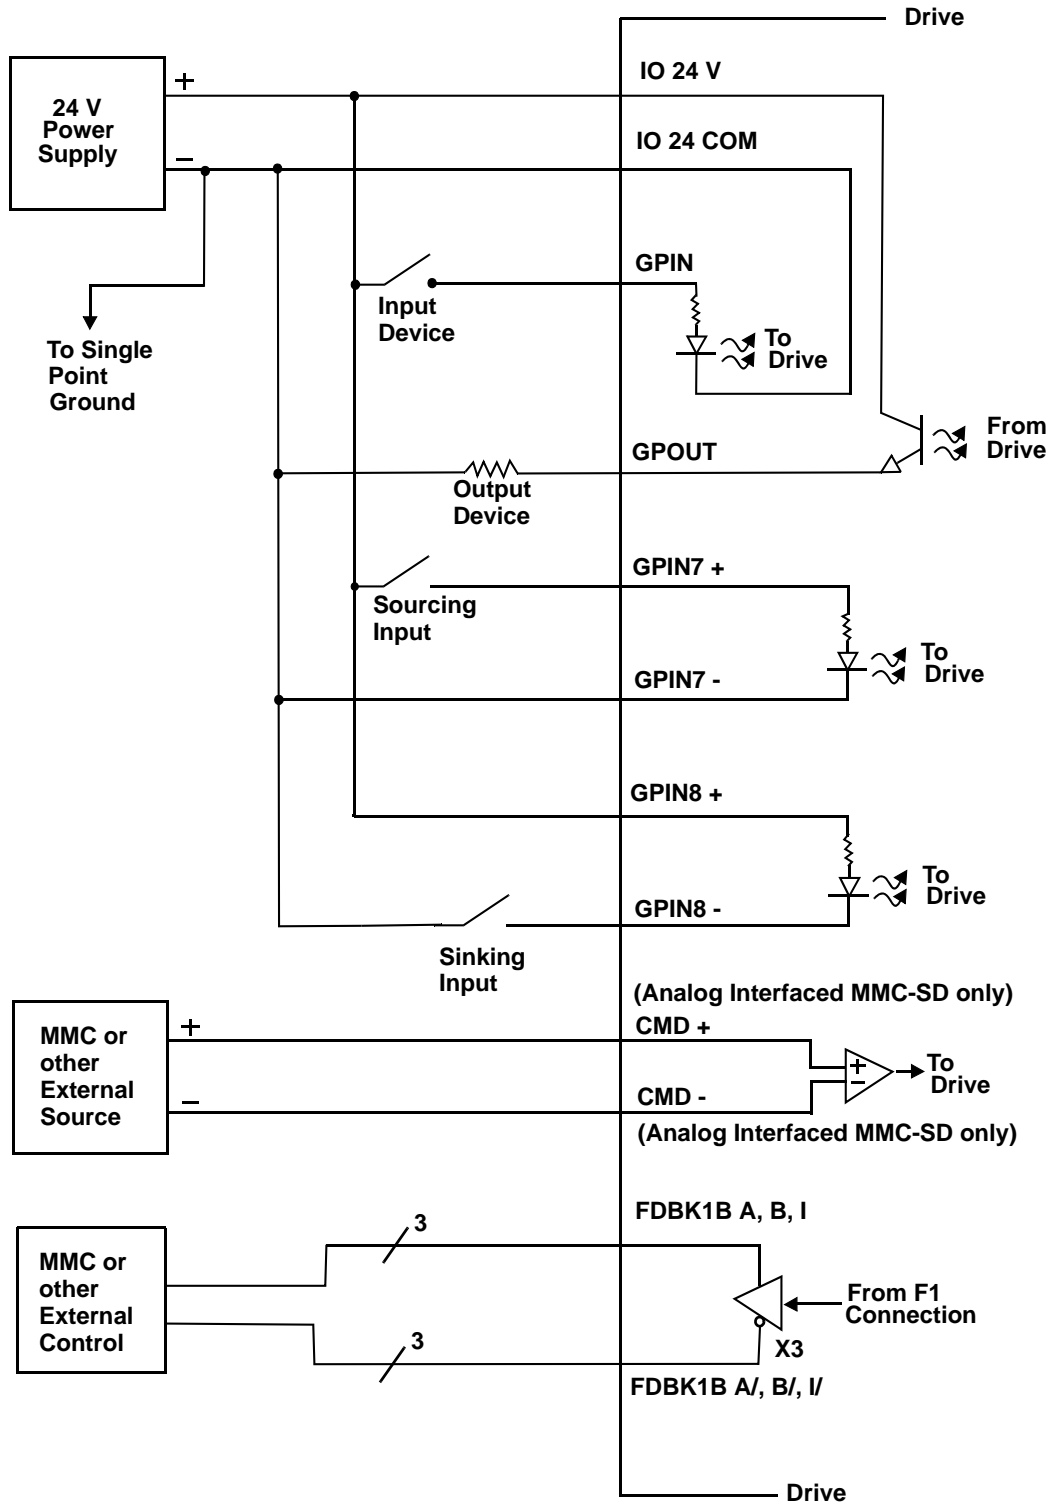 Drive
IO 24 V
+
24 V
Power
Supply
IO 24 COM
−
GPIN
Input
Device
To
Drive
To Single
Point
Ground
From
Drive
GPOUT
Output
Device
GPIN7 +
Sourcing
Input
To
Drive
GPIN7 -
GPIN8 +
To
Drive
GPIN8 -
Sinking
Input
(Analog Interfaced MMC-SD only)
CMD +
+
MMC or
other
External
Source
+
−
To
Drive
−
CMD -
(Analog Interfaced MMC-SD only)
FDBK1B A, B, I
3
MMC or
other
External
Control
From F1
Connection
3
X3
FDBK1B A/, B/, I/
Drive